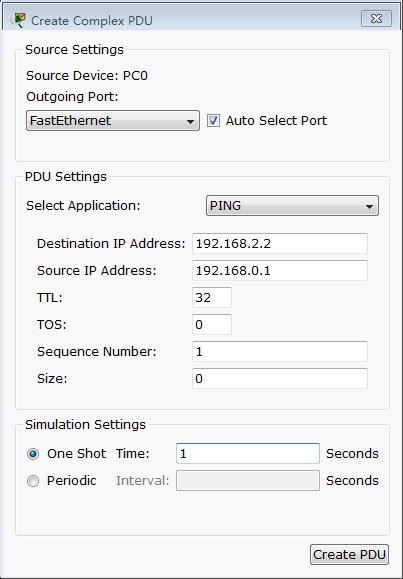 Create Complex PDU
Source Settings
Source Device: PC0
Outgoing Port:
FastEthernet Auto Select Port
PDU Settings
Select Application: PING
Destination IP Address: 192.168.2.2
Source IP Address: 192.168.0.1
TTL: 32
TOS: 0
Sequence Number: 1
Size: 0
Simulation Settings
One Shot Time: 1 Seconds
Periodic Interval: Seconds
Create PDU